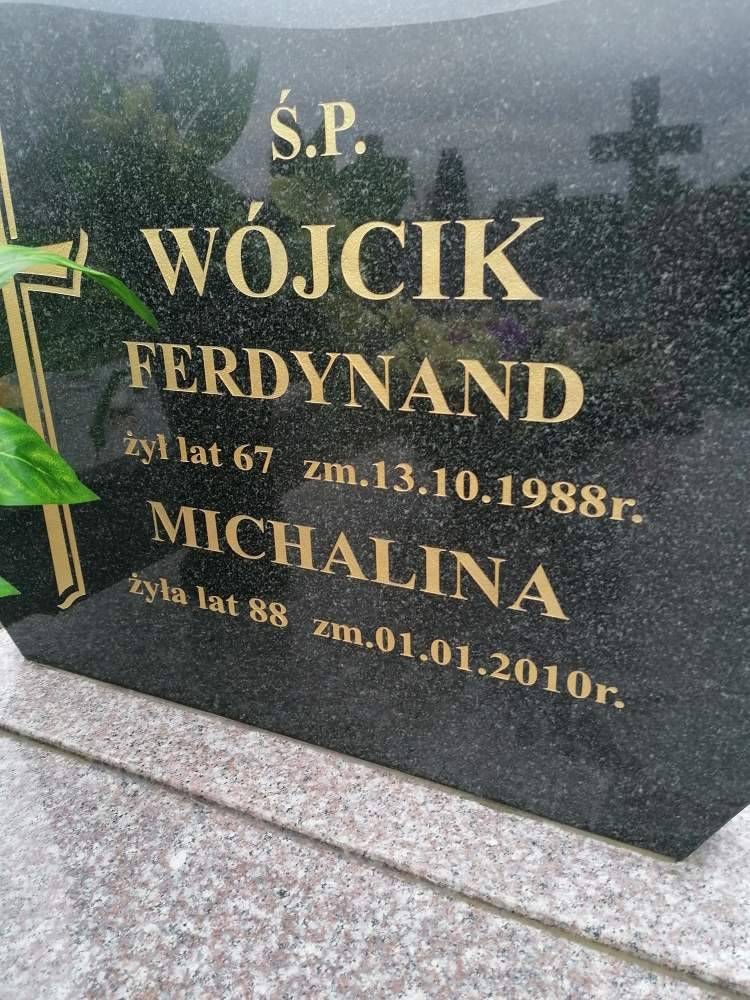 Ś.P.
WÓJCIK
FERDYNAND
żył lat 67 zm.13.10.1988r.
MICHALINA
żyła lat 88 zm.01.01.2010r.